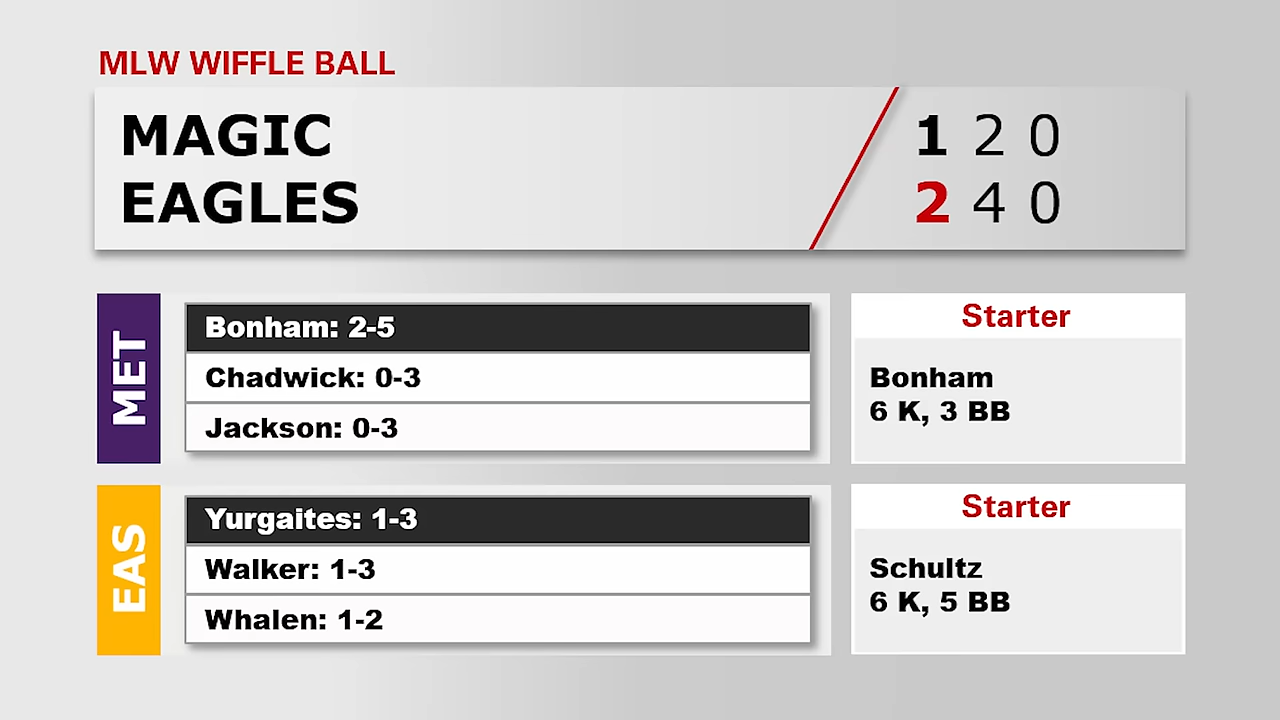 MLW WIFFLE BALL
MAGIC 1 2 0
EAGLES 2 4 0
MET
Bonham: 2-5
Chadwick: 0-3
Jackson: 0-3
Starter
Bonham
6 K, 3 BB
EAS
Yurgaites: 1-3
Walker: 1-3
Whalen: 1-2
Starter
Schultz
6 K, 5 BB